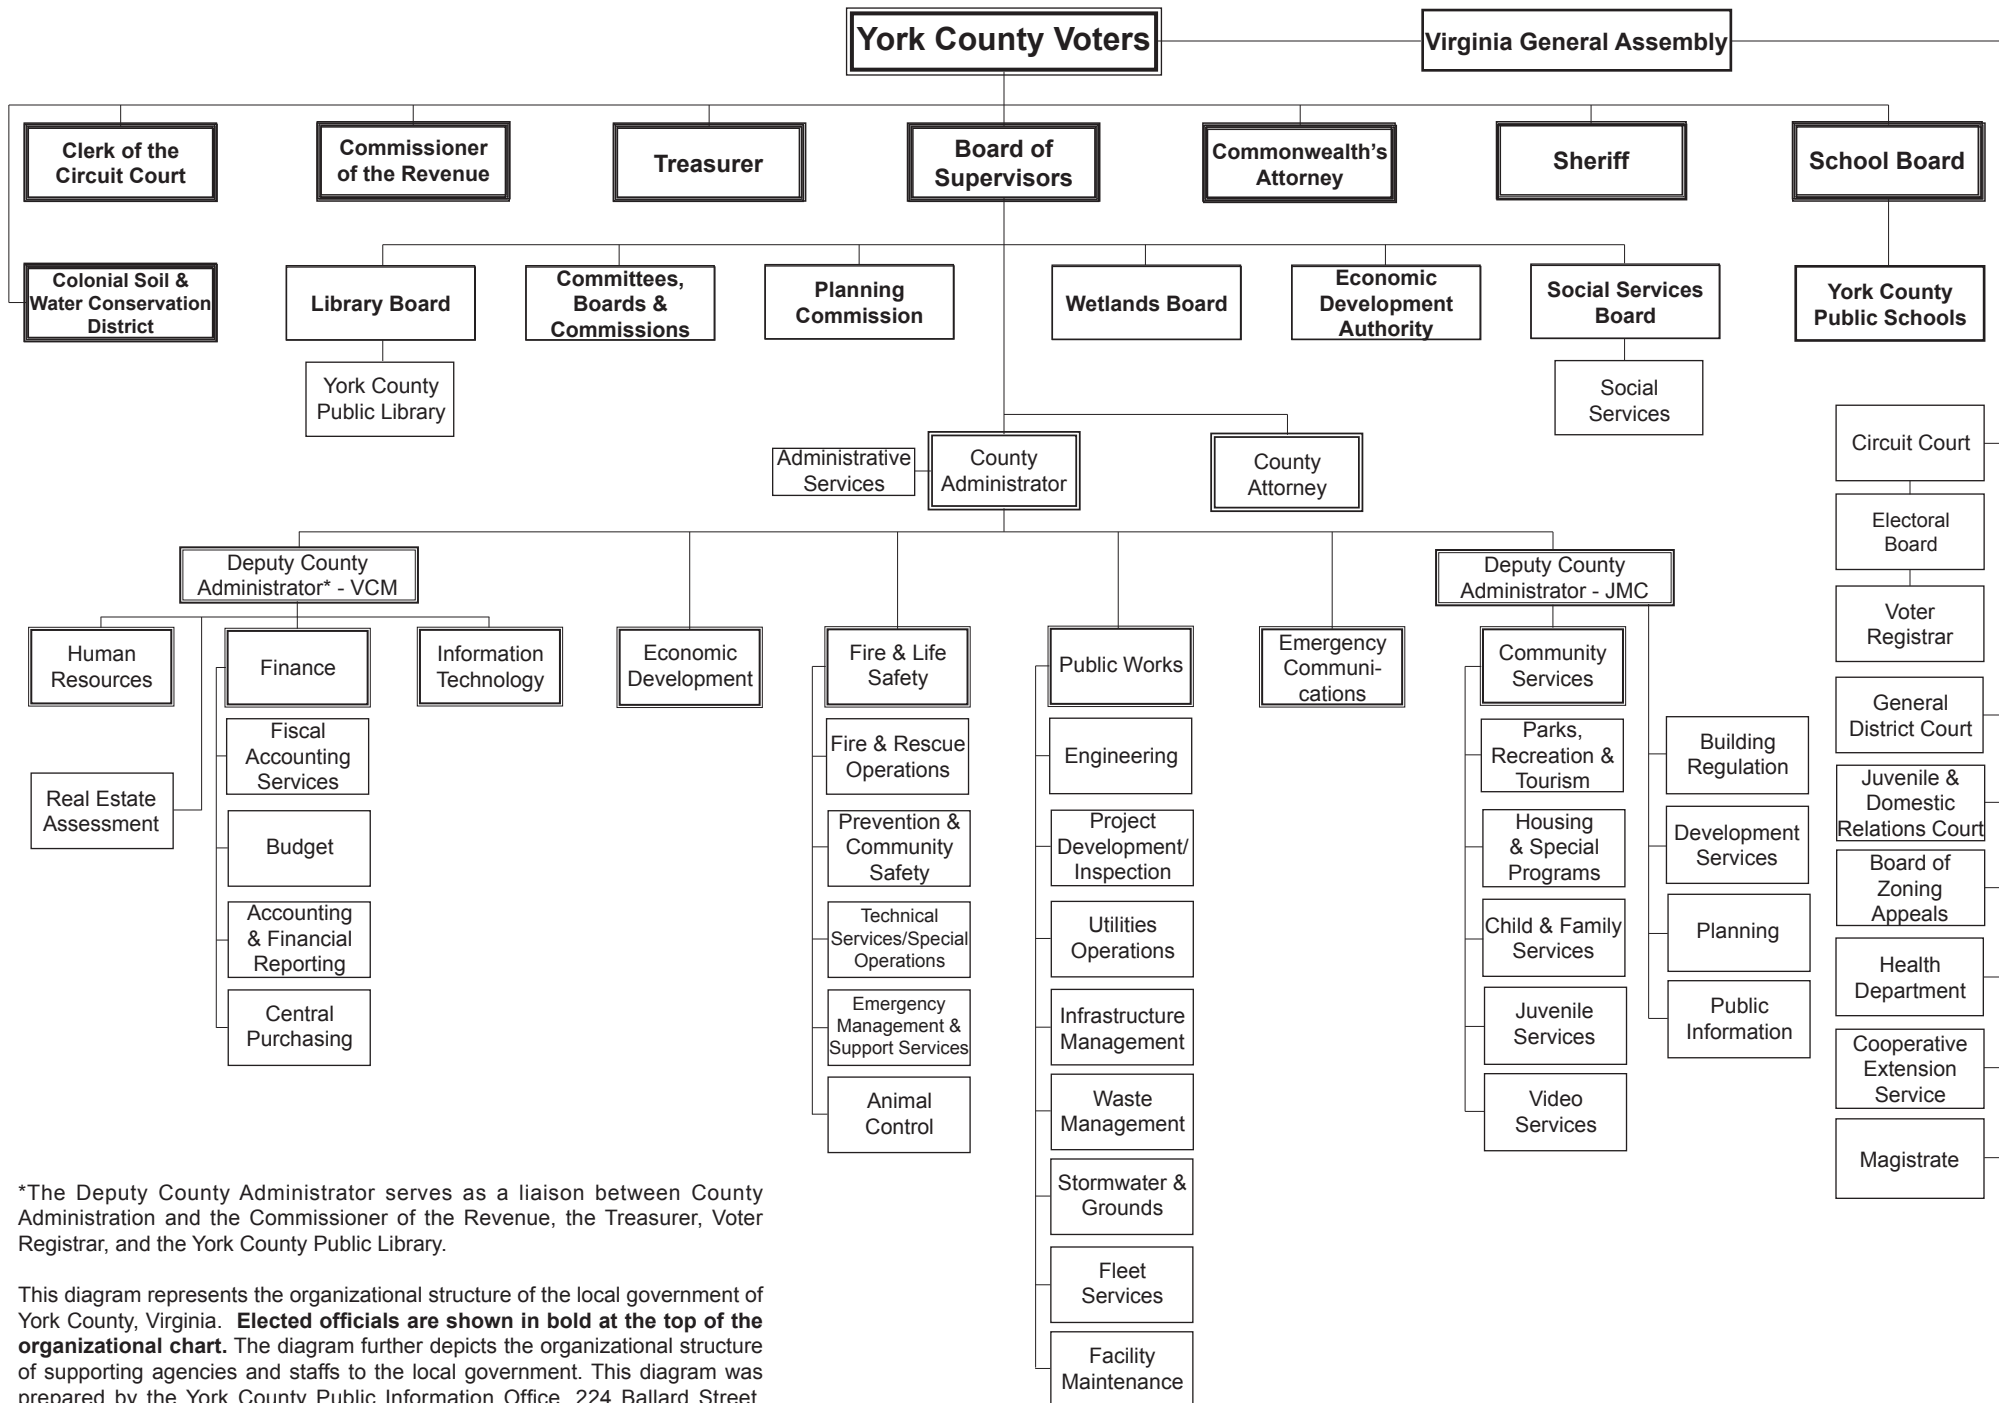 York County Voters
Virginia General Assembly
Clerk of the
Circuit Court
Commissioner
of the Revenue
Treasurer
Board of
Supervisors
Commonwealth’s
Attorney
Sheriff
School Board
Colonial Soil &
Water Conservation
District
Library Board
Committees,
Boards &
Commissions
Planning
Commission
Wetlands Board
Economic
Development
Authority
Social Services
Board
York County
Public Schools
York County
Public Library
Social
Services
Administrative
Services
County
Administrator
County
Attorney
Circuit Court
Electoral
Board
Voter
Registrar
General
District Court
Juvenile &
Domestic
Relations Court
Board of
Zoning
Appeals
Health
Department
Cooperative
Extension
Service
Magistrate
Deputy County
Administrator* - VCM
Deputy County
Administrator - JMC
Human
Resources
Finance
Information
Technology
Economic
Development
Fire & Life
Safety
Public Works
Emergency
Communi-
cations
Community
Services
Real Estate
Assessment
Fiscal
Accounting
Services
Budget
Accounting
& Financial
Reporting
Central
Purchasing
Fire & Rescue
Operations
Prevention &
Community
Safety
Technical
Services/Special
Operations
Emergency
Management &
Support Services
Animal
Control
Engineering
Project
Development/
Inspection
Utilities
Operations
Infrastructure
Management
Waste
Management
Stormwater &
Grounds
Fleet
Services
Facility
Maintenance
Parks,
Recreation &
Tourism
Housing
& Special
Programs
Child & Family
Services
Juvenile
Services
Video
Services
Building
Regulation
Development
Services
Planning
Public
Information
*The Deputy County Administrator serves as a liaison between County
Administration and the Commissioner of the Revenue, the Treasurer, Voter
Registrar, and the York County Public Library.
This diagram represents the organizational structure of the local government of
York County, Virginia. Elected officials are shown in bold at the top of the
organizational chart. The diagram further depicts the organizational structure
of supporting agencies and staffs to the local government. This diagram was
prepared by the York County Public Information Office, 224 Ballard Street,